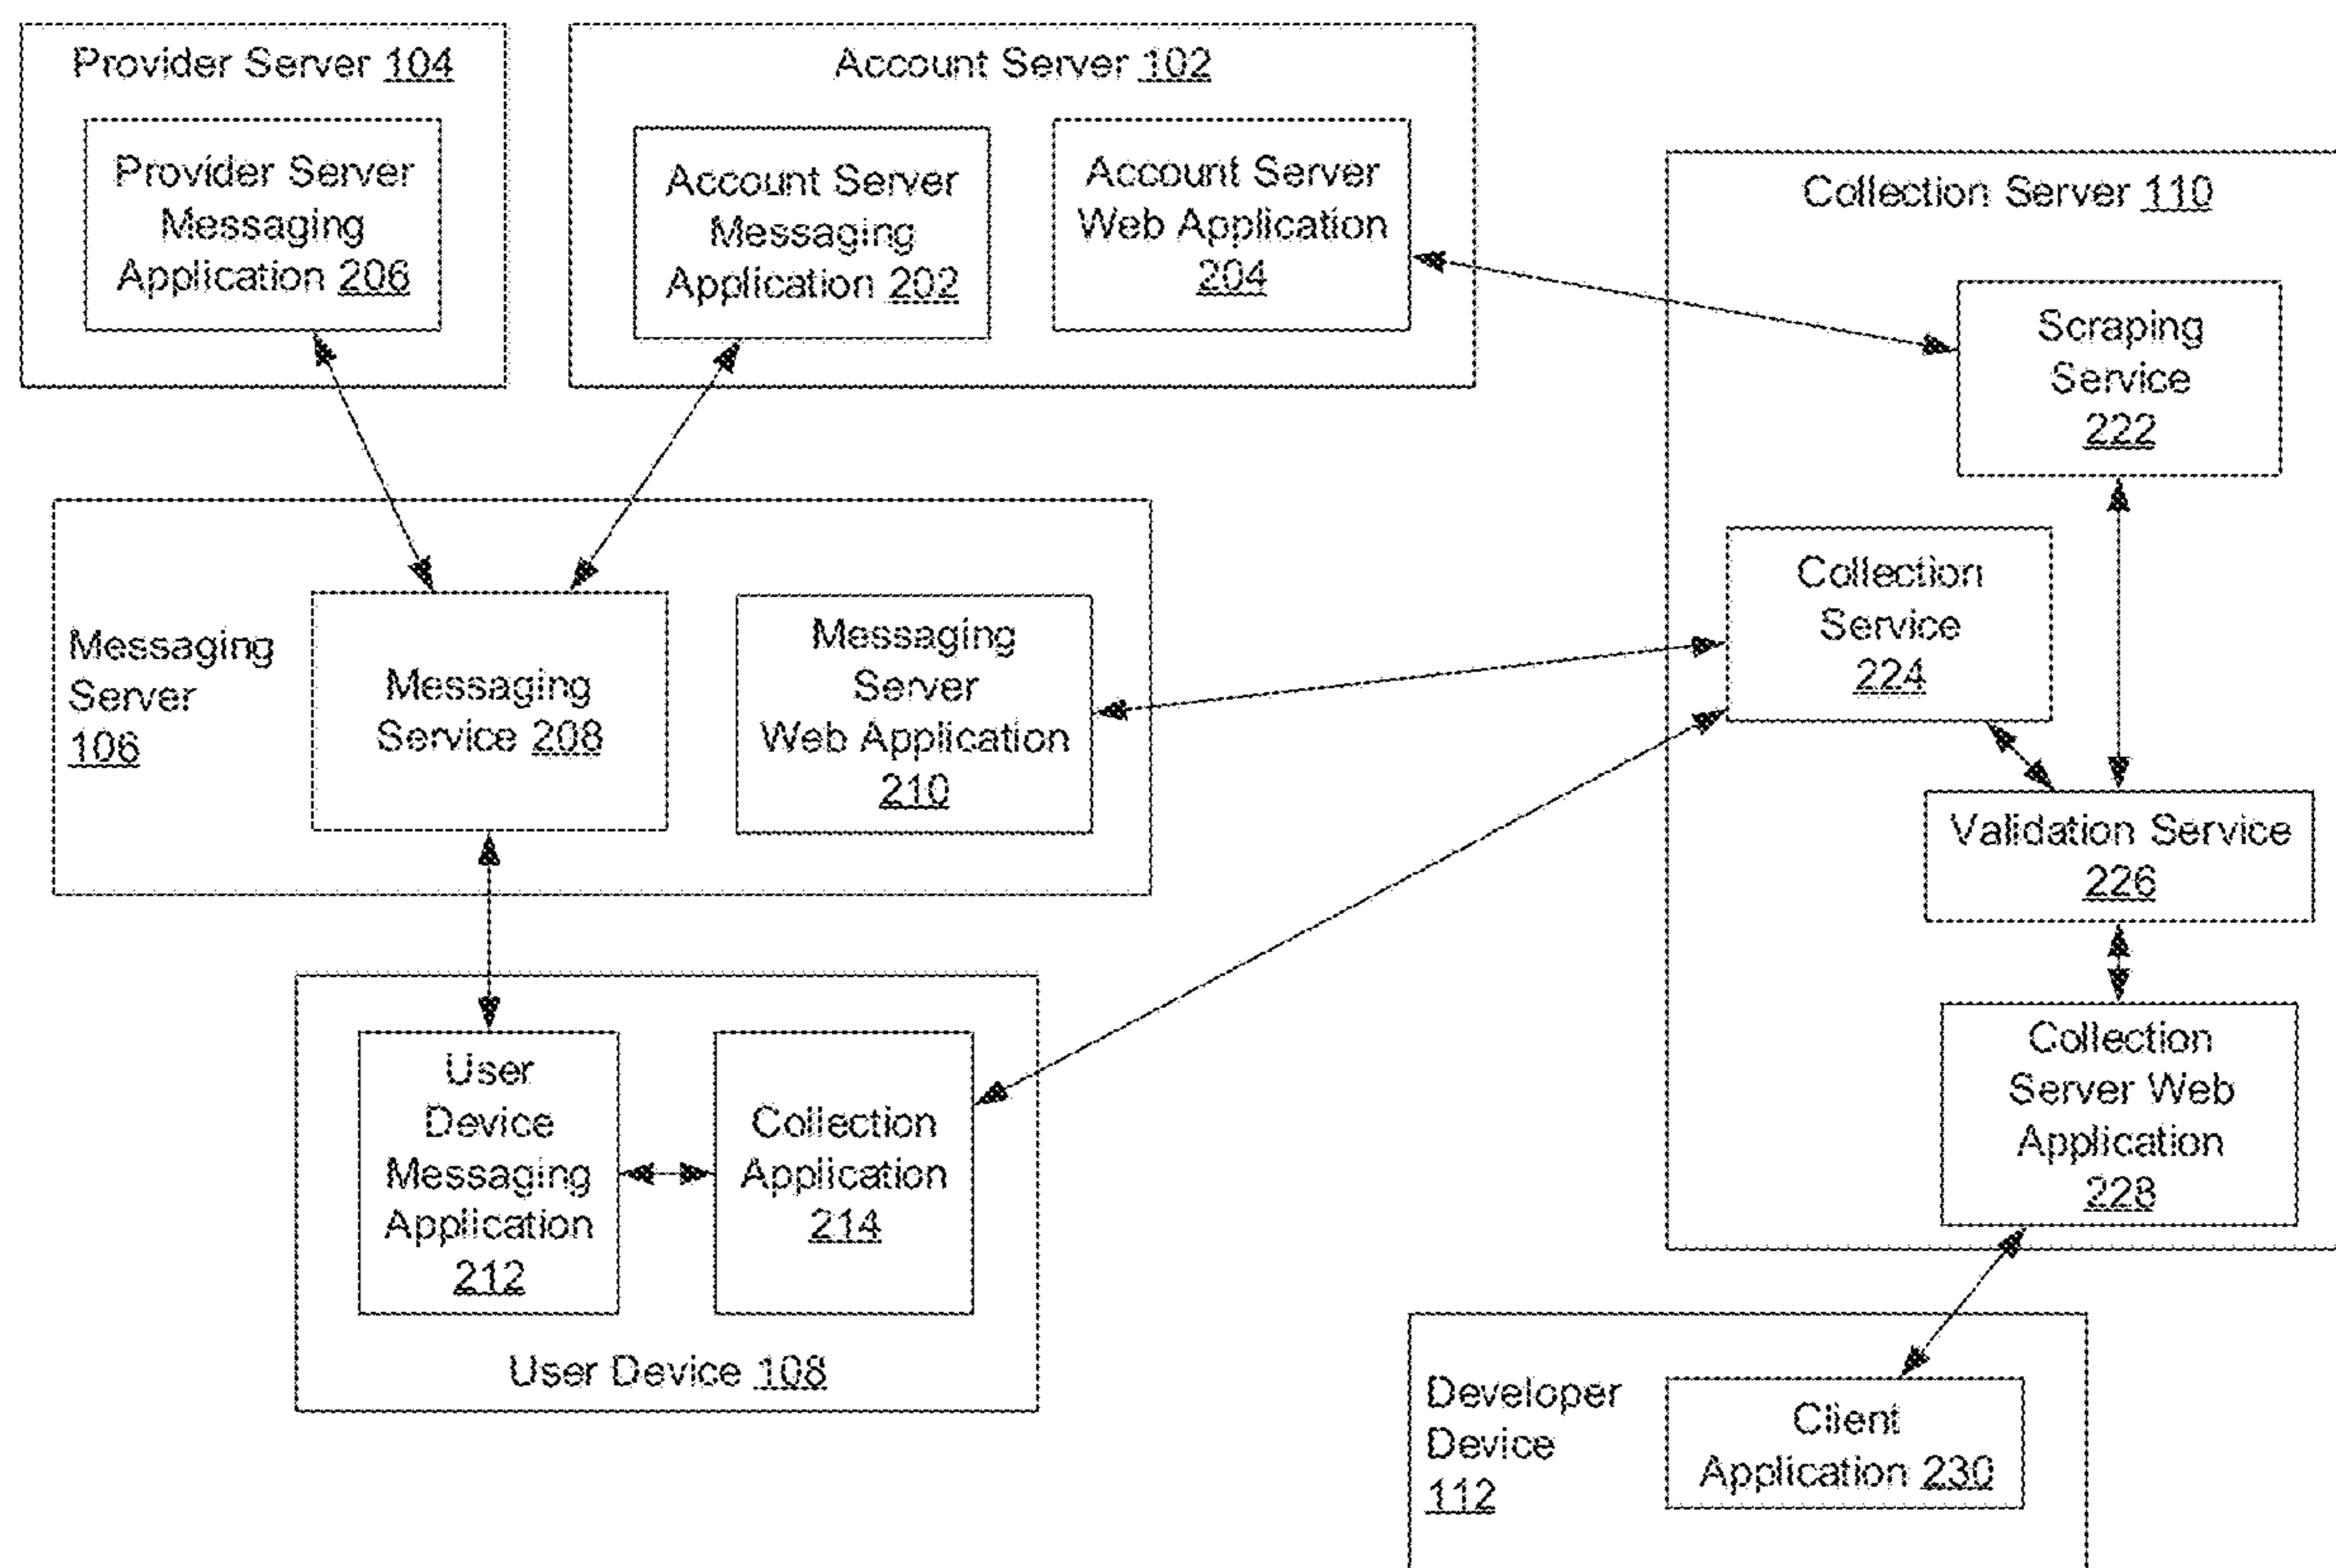 Provider Server 104
Provider Server
Messaging
Application 206
Account Server 102
Account Server
Messaging
Application 202
Account Server
Web Application
204
Collection Server 110
Scraping
Service
222
Collection
Service
224
Validation Service
226
Collection
Server Web
Application
228
Messaging
Server
106
Messaging
Service 208
Messaging
Server
Web Application
210
User
Device
Messaging
Application
212
Collection
Application
214
User Device 108
Developer
Device
112
Client
Application 230